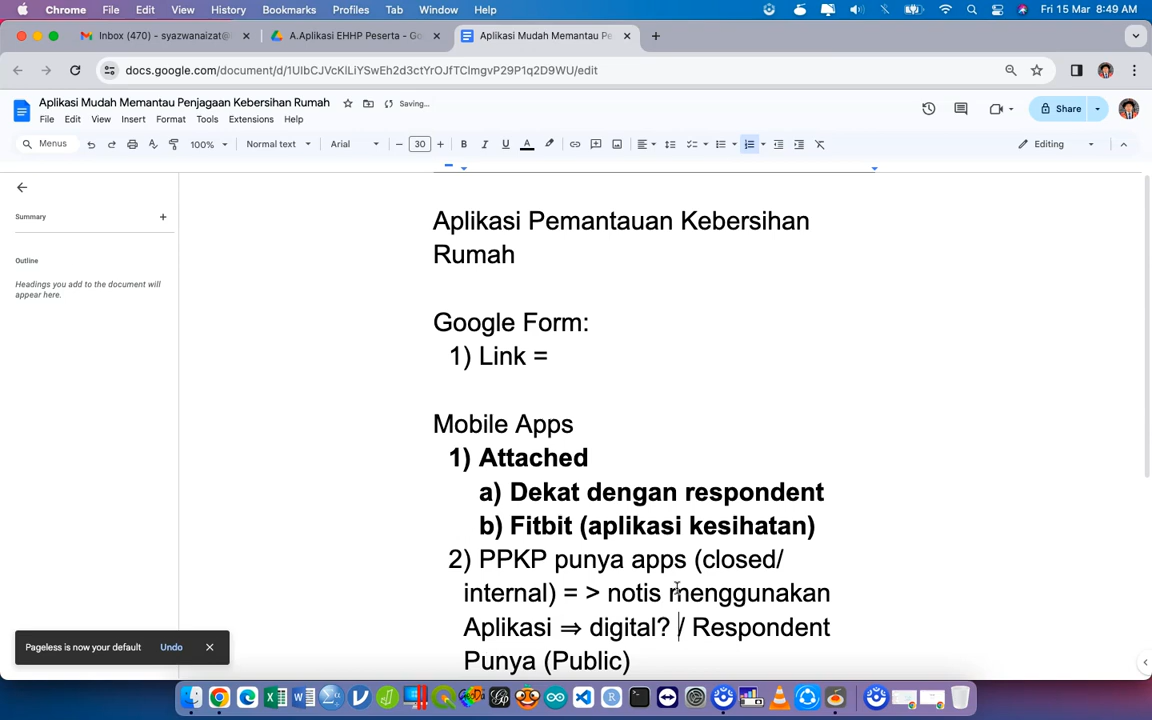 Chrome File Edit View History Bookmarks Profiles Tab Window Help Fri 15 Mar 8:49 AM
Inbox (470) - syazwanaizat@ A.Aplikasi EHHP Peserta - Go Aplikasi Mudah Memantau Pe
docs.google.com/document/d/1UIbCJVcKlLiYSwEh2d3ctYrOJfTClmgvP29P1q2D9WU/edit
Aplikasi Mudah Memantau Penjagaan Kebersihan Rumah Saving...
File Edit View Insert Format Tools Extensions Help
Share
Menus 100% Normal text Arial 30 Editing
Summary
Outline
Headings you add to the document will
appear here.
Aplikasi Pemantauan Kebersihan
Rumah
Google Form:
1) Link =
Mobile Apps
1) Attached
a) Dekat dengan respondent
b) Fitbit (aplikasi kesihatan)
2) PPKP punya apps (closed/
internal) = > notis menggunakan
Aplikasi ⇒ digital? / Respondent
Punya (Public)
Pageless is now your default Undo